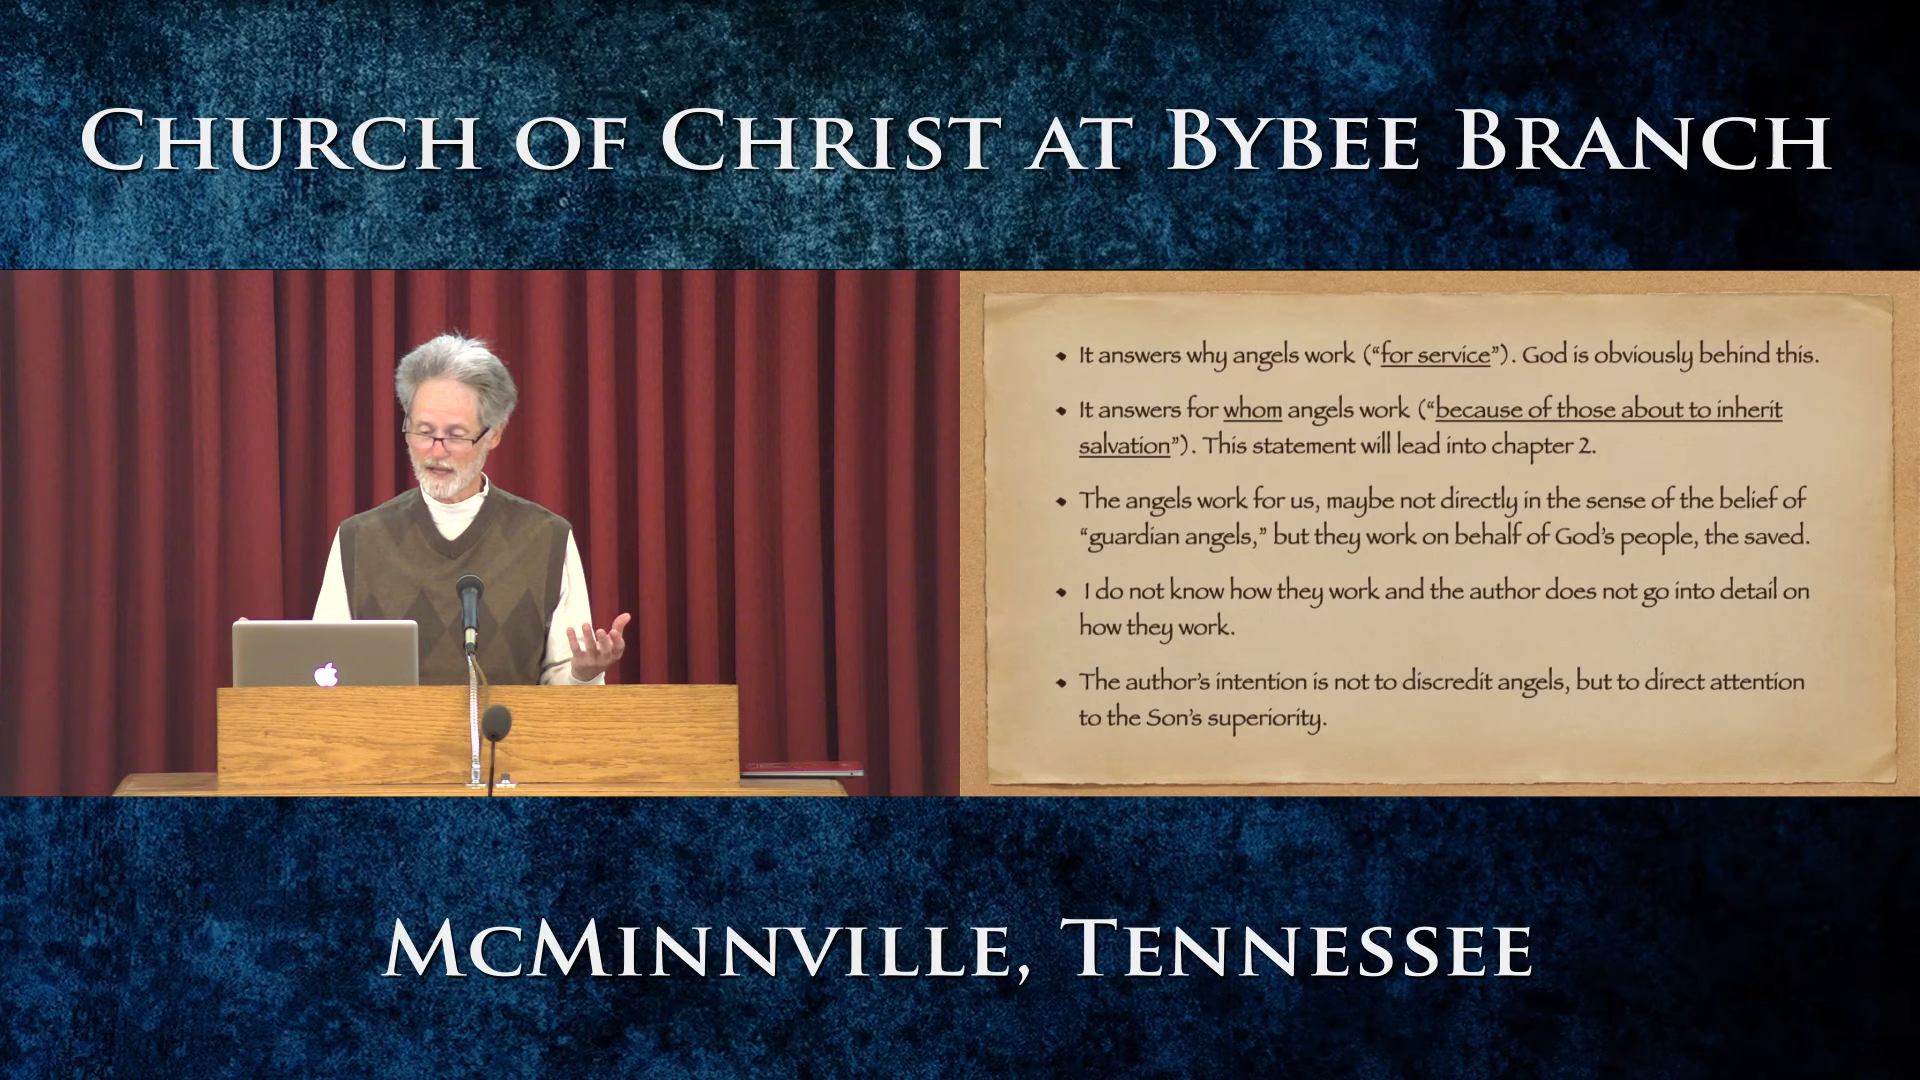 Church of Christ at Bybee Branch
• It answers why angels work (“for service”). God is obviously behind this.
• It answers for whom angels work (“because of those about to inherit
salvation”). This statement will lead into chapter 2.
• The angels work for us, maybe not directly in the sense of the belief of
“guardian angels,” but they work on behalf of God’s people, the saved.
• I do not know how they work and the author does not go into detail on
how they work.
• The author’s intention is not to discredit angels, but to direct attention
to the Son’s superiority.
McMinnville, Tennessee